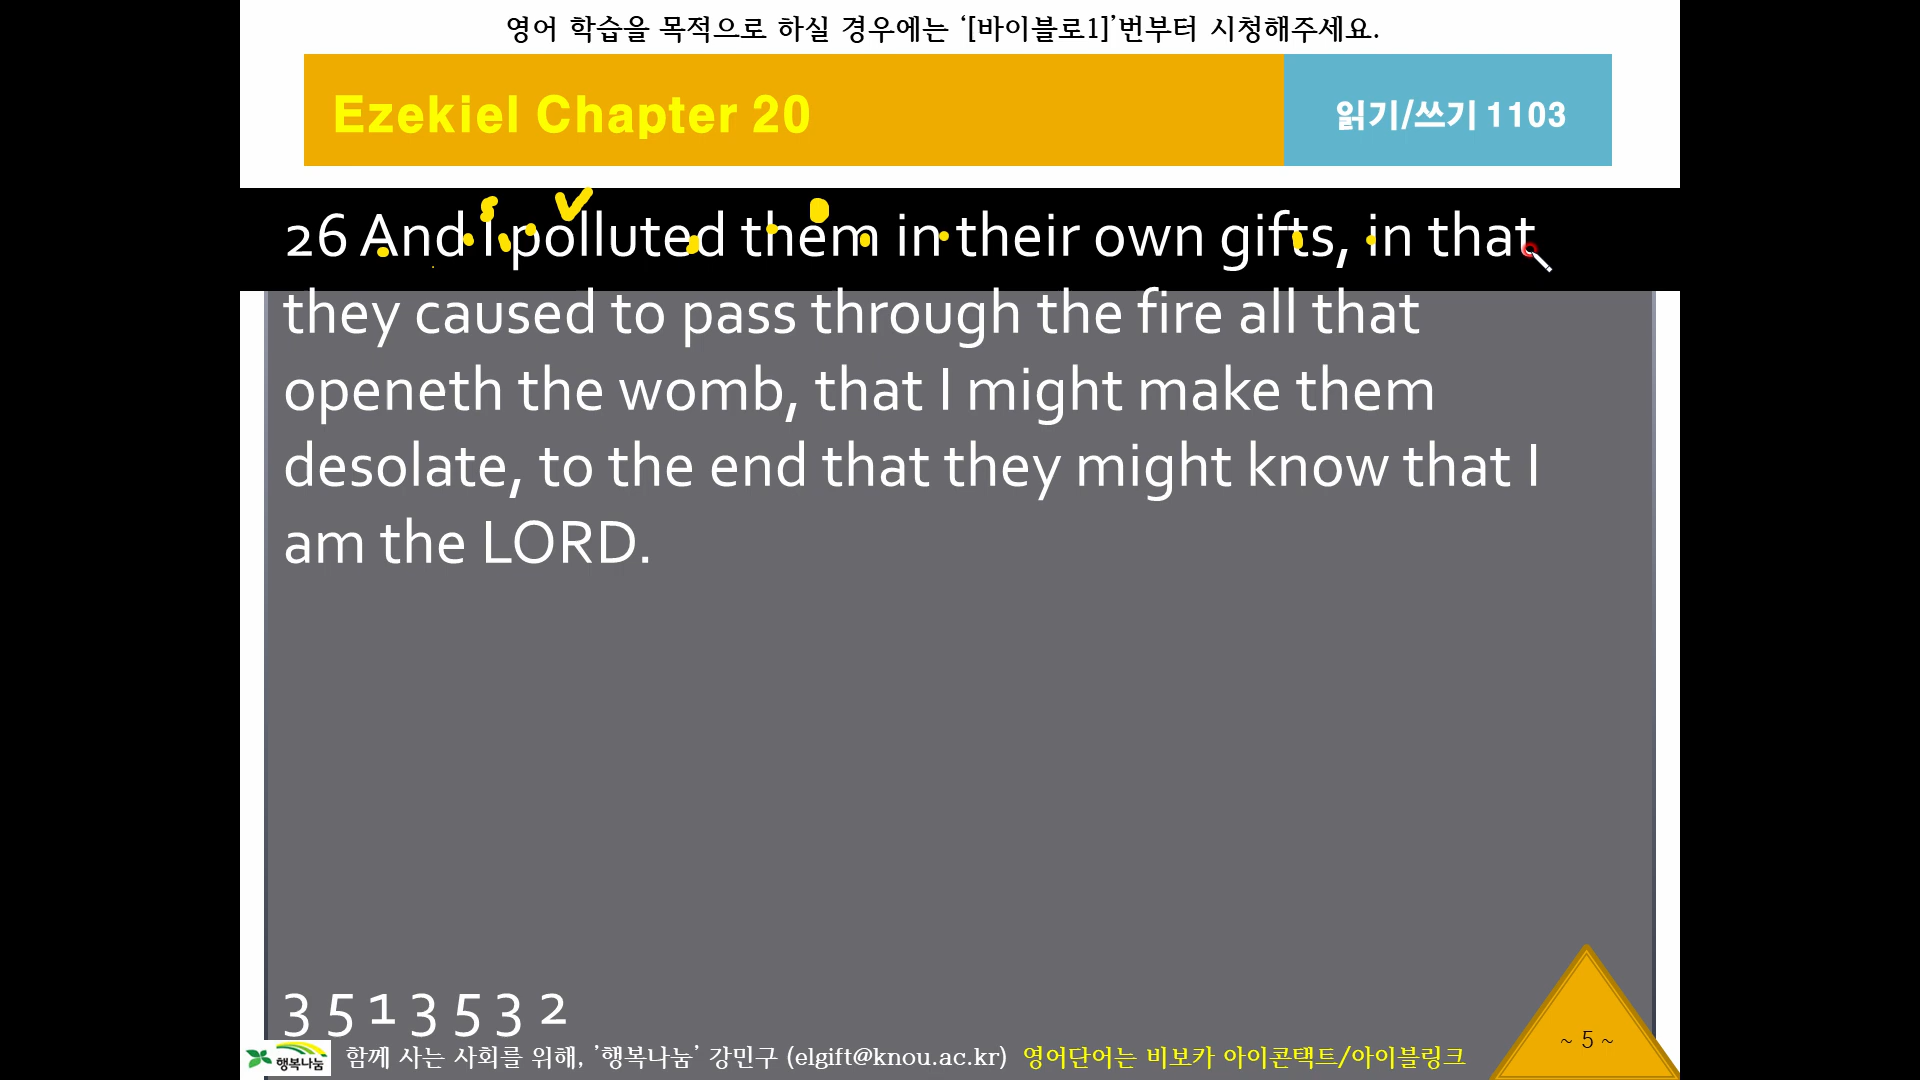 영어 학습을 목적으로 하실 경우에는 ‘[바이블로1]’번부터 시청해주세요.
Ezekiel Chapter 20
읽기/쓰기 1103
26 And I polluted them in their own gifts, in that
they caused to pass through the fire all that
openeth the womb, that I might make them
desolate, to the end that they might know that I
am the LORD.
3 5 1 3 5 3 2
~ 5 ~
행복나눔
함께 사는 사회를 위해, ’행복나눔’ 강민구 (elgift@knou.ac.kr) 영어단어는 비보카 아이콘택트/아이블링크